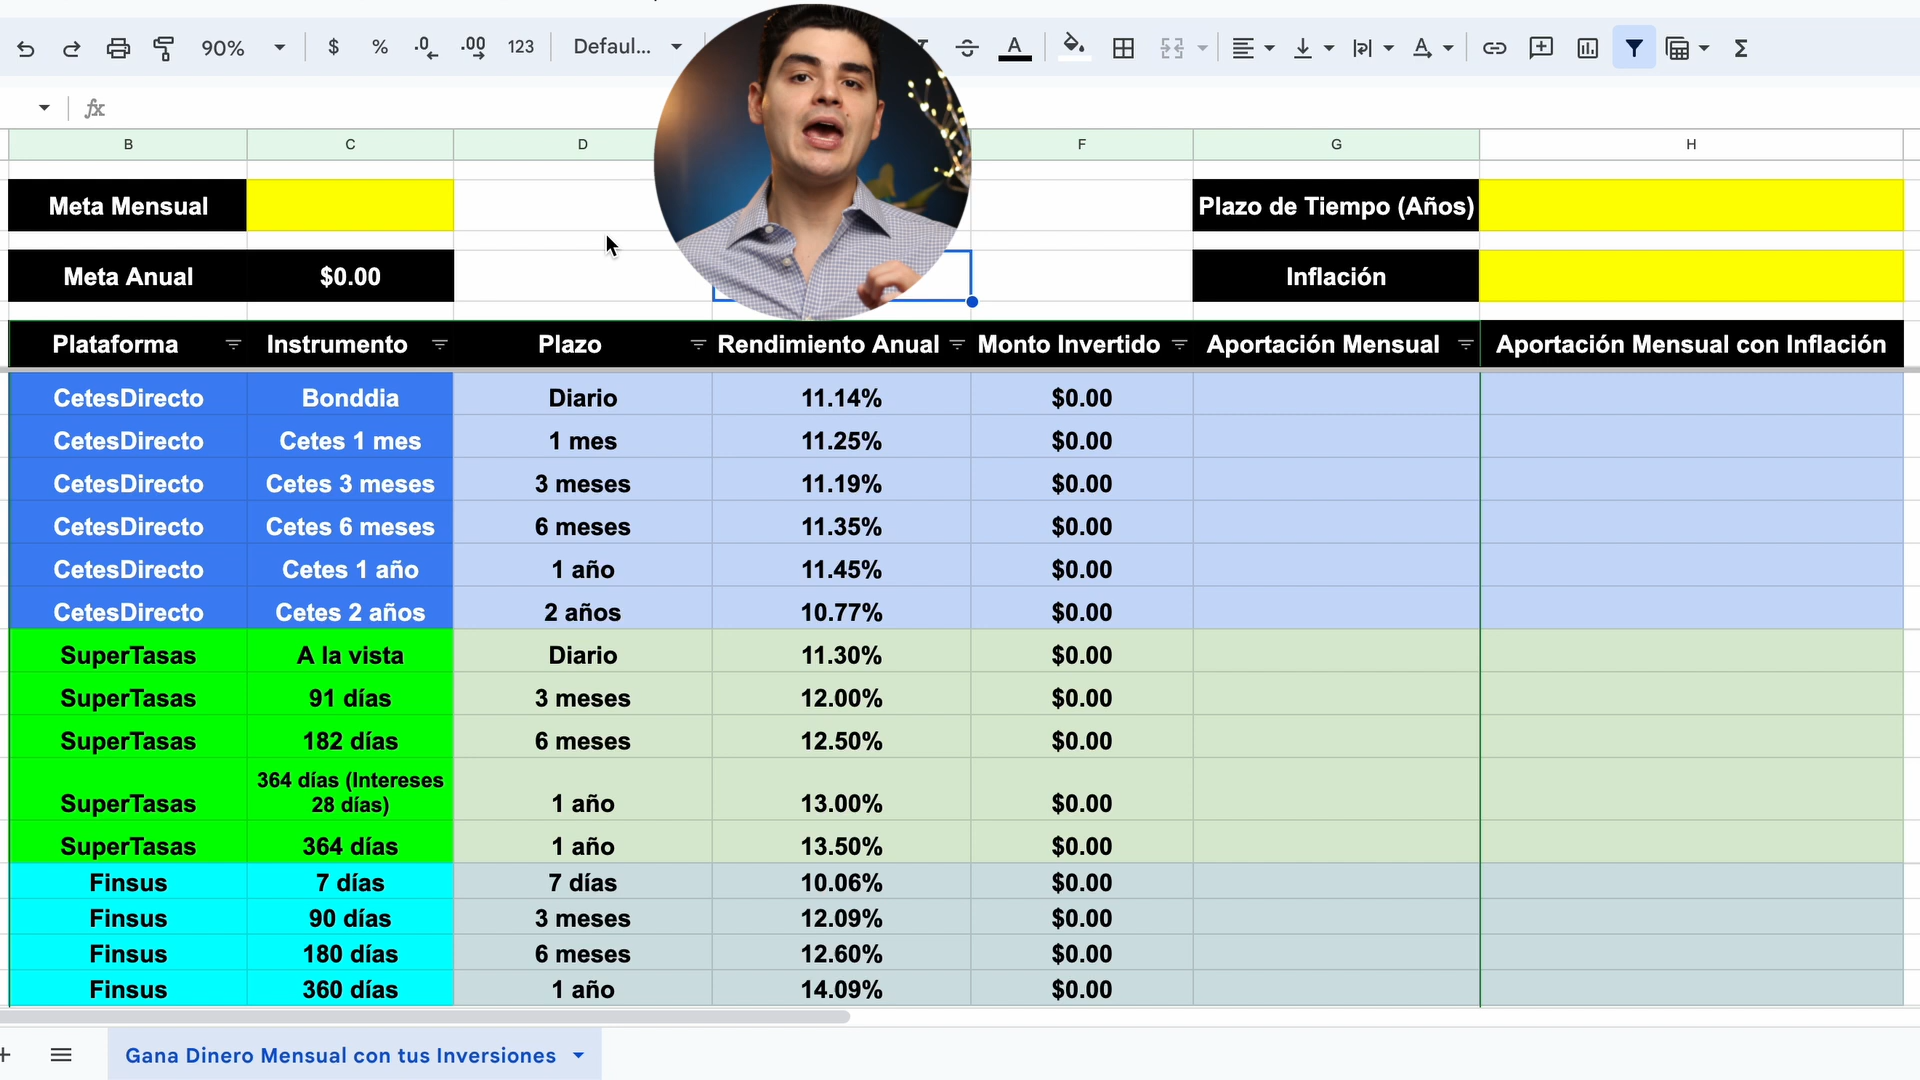 90% $ % .0 .00 123 Defaul... A A Σ
fx
B C D F G H
Meta Mensual Plazo de Tiempo (Años)
Meta Anual $0.00 Inflación
Plataforma Instrumento Plazo Rendimiento Anual Monto Invertido Aportación Mensual Aportación Mensual con Inflación
CetesDirecto Bonddia Diario 11.14% $0.00
CetesDirecto Cetes 1 mes 1 mes 11.25% $0.00
CetesDirecto Cetes 3 meses 3 meses 11.19% $0.00
CetesDirecto Cetes 6 meses 6 meses 11.35% $0.00
CetesDirecto Cetes 1 año 1 año 11.45% $0.00
CetesDirecto Cetes 2 años 2 años 10.77% $0.00
SuperTasas A la vista Diario 11.30% $0.00
SuperTasas 91 días 3 meses 12.00% $0.00
SuperTasas 182 días 6 meses 12.50% $0.00
364 días (Intereses
SuperTasas 28 días) 1 año 13.00% $0.00
SuperTasas 364 días 1 año 13.50% $0.00
Finsus 7 días 7 días 10.06% $0.00
Finsus 90 días 3 meses 12.09% $0.00
Finsus 180 días 6 meses 12.60% $0.00
Finsus 360 días 1 año 14.09% $0.00
Gana Dinero Mensual con tus Inversiones